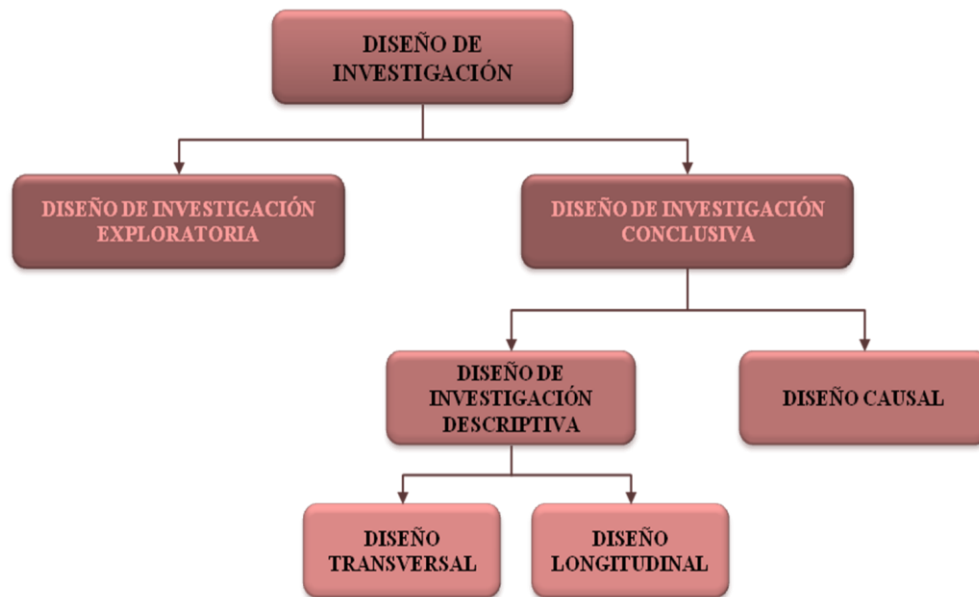 DISEÑO DE
INVESTIGACIÓN
DISEÑO DE INVESTIGACIÓN
EXPLORATORIA
DISEÑO DE INVESTIGACIÓN
CONCLUSIVA
DISEÑO DE
INVESTIGACIÓN
DESCRIPTIVA
DISEÑO CAUSAL
DISEÑO
TRANSVERSAL
DISEÑO
LONGITUDINAL